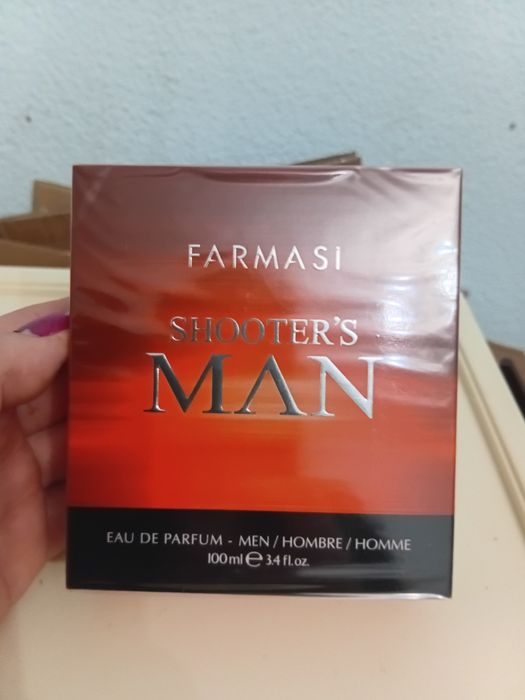 FARMASi
SHOOTER'S
MAN
EAU DE PARFUM - MEN / HOMBRE / HOMME
100ml ℮ 3.4 fl.oz.